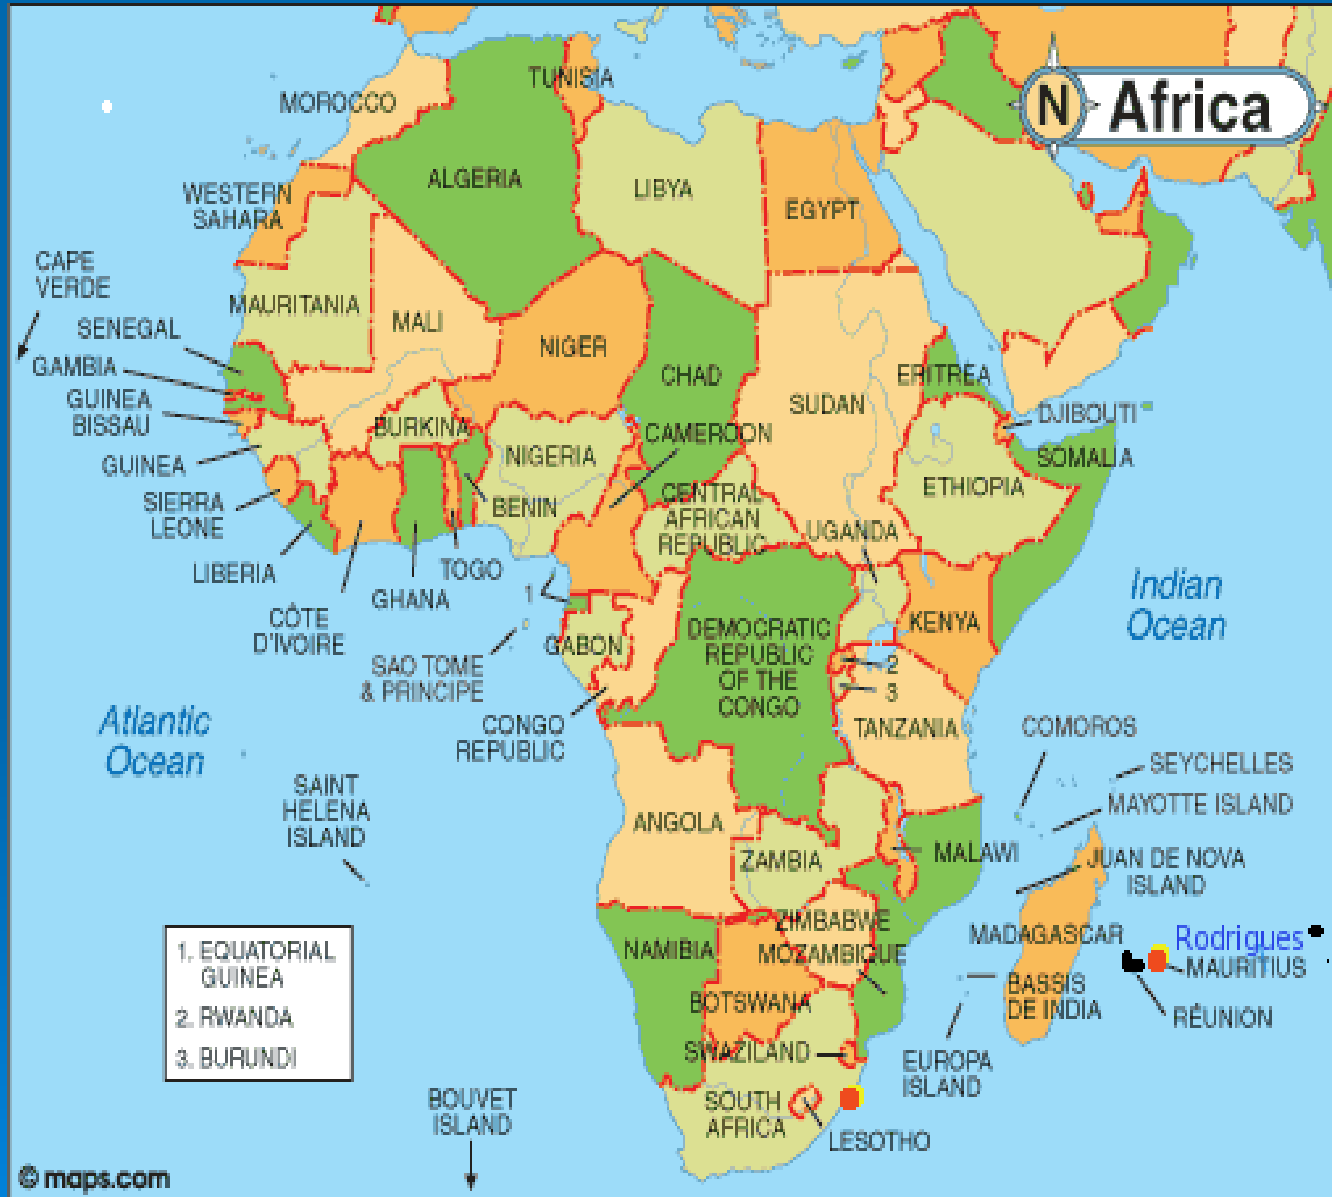 N Africa
TUNISIA
MOROCCO
ALGERIA
LIBYA
EGYPT
WESTERN
SAHARA
CAPE
VERDE
MAURITANIA
MALI
NIGER
CHAD
SUDAN
ERITREA
DJIBOUTI
SENEGAL
GAMBIA
GUINEA
BISSAU
GUINEA
SIERRA
LEONE
LIBERIA
CÔTE
D'IVOIRE
GHANA
TOGO
BENIN
BURKINA
NIGERIA
CAMEROON
CENTRAL
AFRICAN
REPUBLIC
SOMALIA
ETHIOPIA
UGANDA
KENYA
Indian
Ocean
1
GABON
SAO TOME
& PRINCIPE
CONGO
REPUBLIC
DEMOCRATIC
REPUBLIC
OF THE
CONGO
2
3
TANZANIA
Atlantic
Ocean
SAINT
HELENA
ISLAND
COMOROS
SEYCHELLES
MAYOTTE ISLAND
ANGOLA
ZAMBIA
MALAWI
JUAN DE NOVA
ISLAND
ZIMBABWE
MOZAMBIQUE
MADAGASCAR
Rodrigues
MAURITIUS
RÉUNION
NAMIBIA
BOTSWANA
BASSIS
DE INDIA
EUROPA
ISLAND
SWAZILAND
SOUTH
AFRICA
LESOTHO
1. EQUATORIAL
GUINEA
2. RWANDA
3. BURUNDI
BOUVET
ISLAND
© maps.com